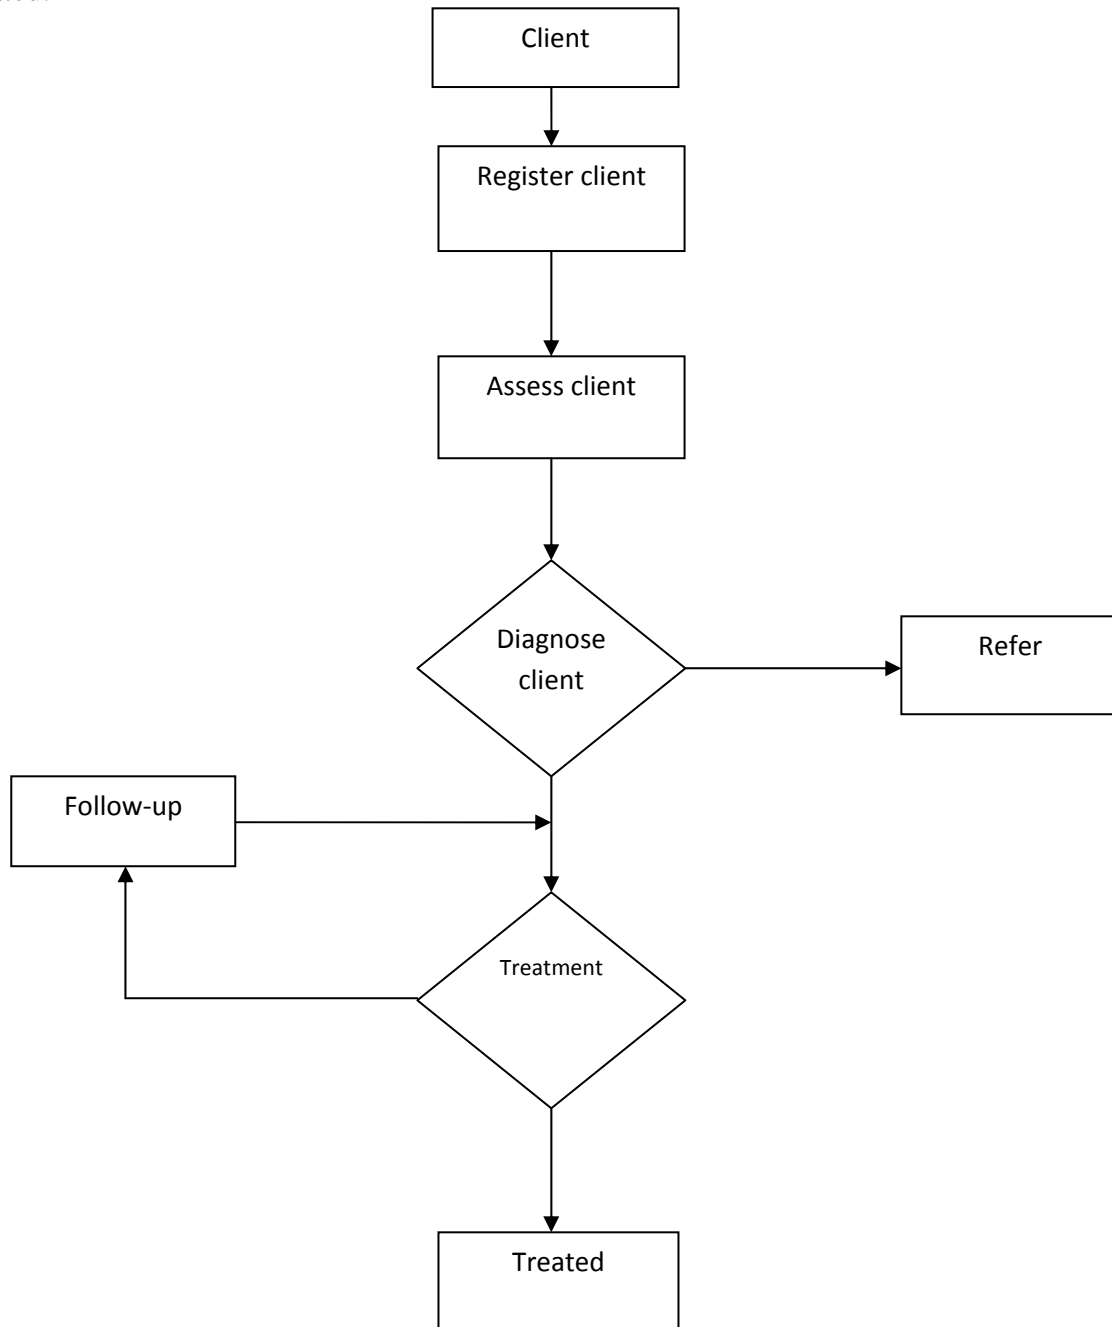 Client
Register client
Assess client
Diagnose
client
Refer
Follow-up
Treatment
Treated